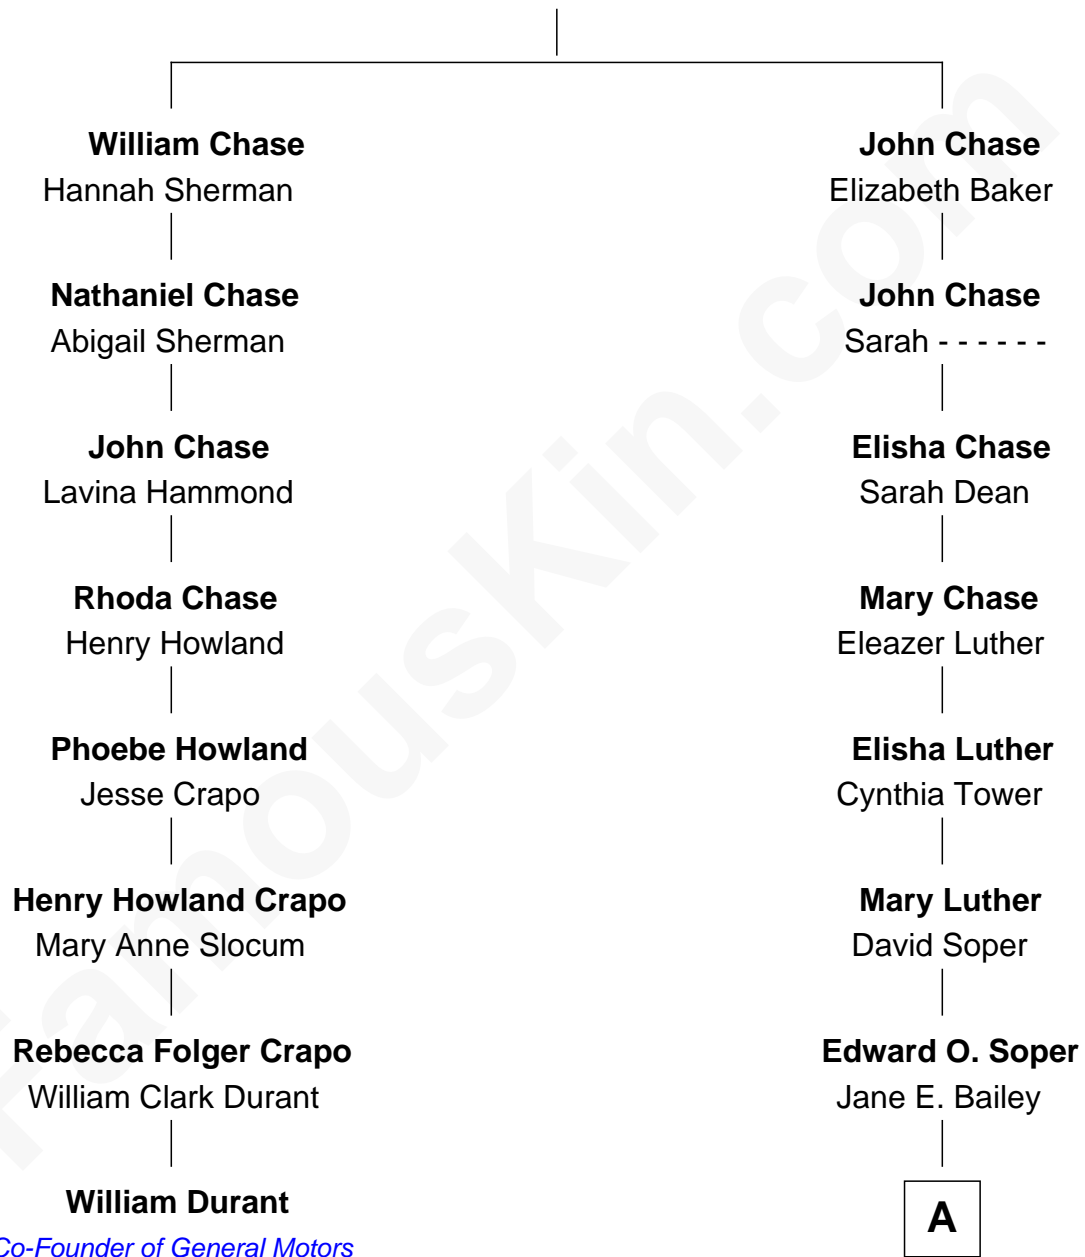 William Chase
Hannah Sherman
John Chase
Elizabeth Baker
Nathaniel Chase
Abigail Sherman
John Chase
Sarah - - - - - -
John Chase
Lavina Hammond
Elisha Chase
Sarah Dean
Rhoda Chase
Henry Howland
Mary Chase
Eleazer Luther
Phoebe Howland
Jesse Crapo
Elisha Luther
Cynthia Tower
Henry Howland Crapo
Mary Anne Slocum
Mary Luther
David Soper
Rebecca Folger Crapo
William Clark Durant
Edward O. Soper
Jane E. Bailey
William Durant
Co-Founder of General Motors
A
FamousKin.com